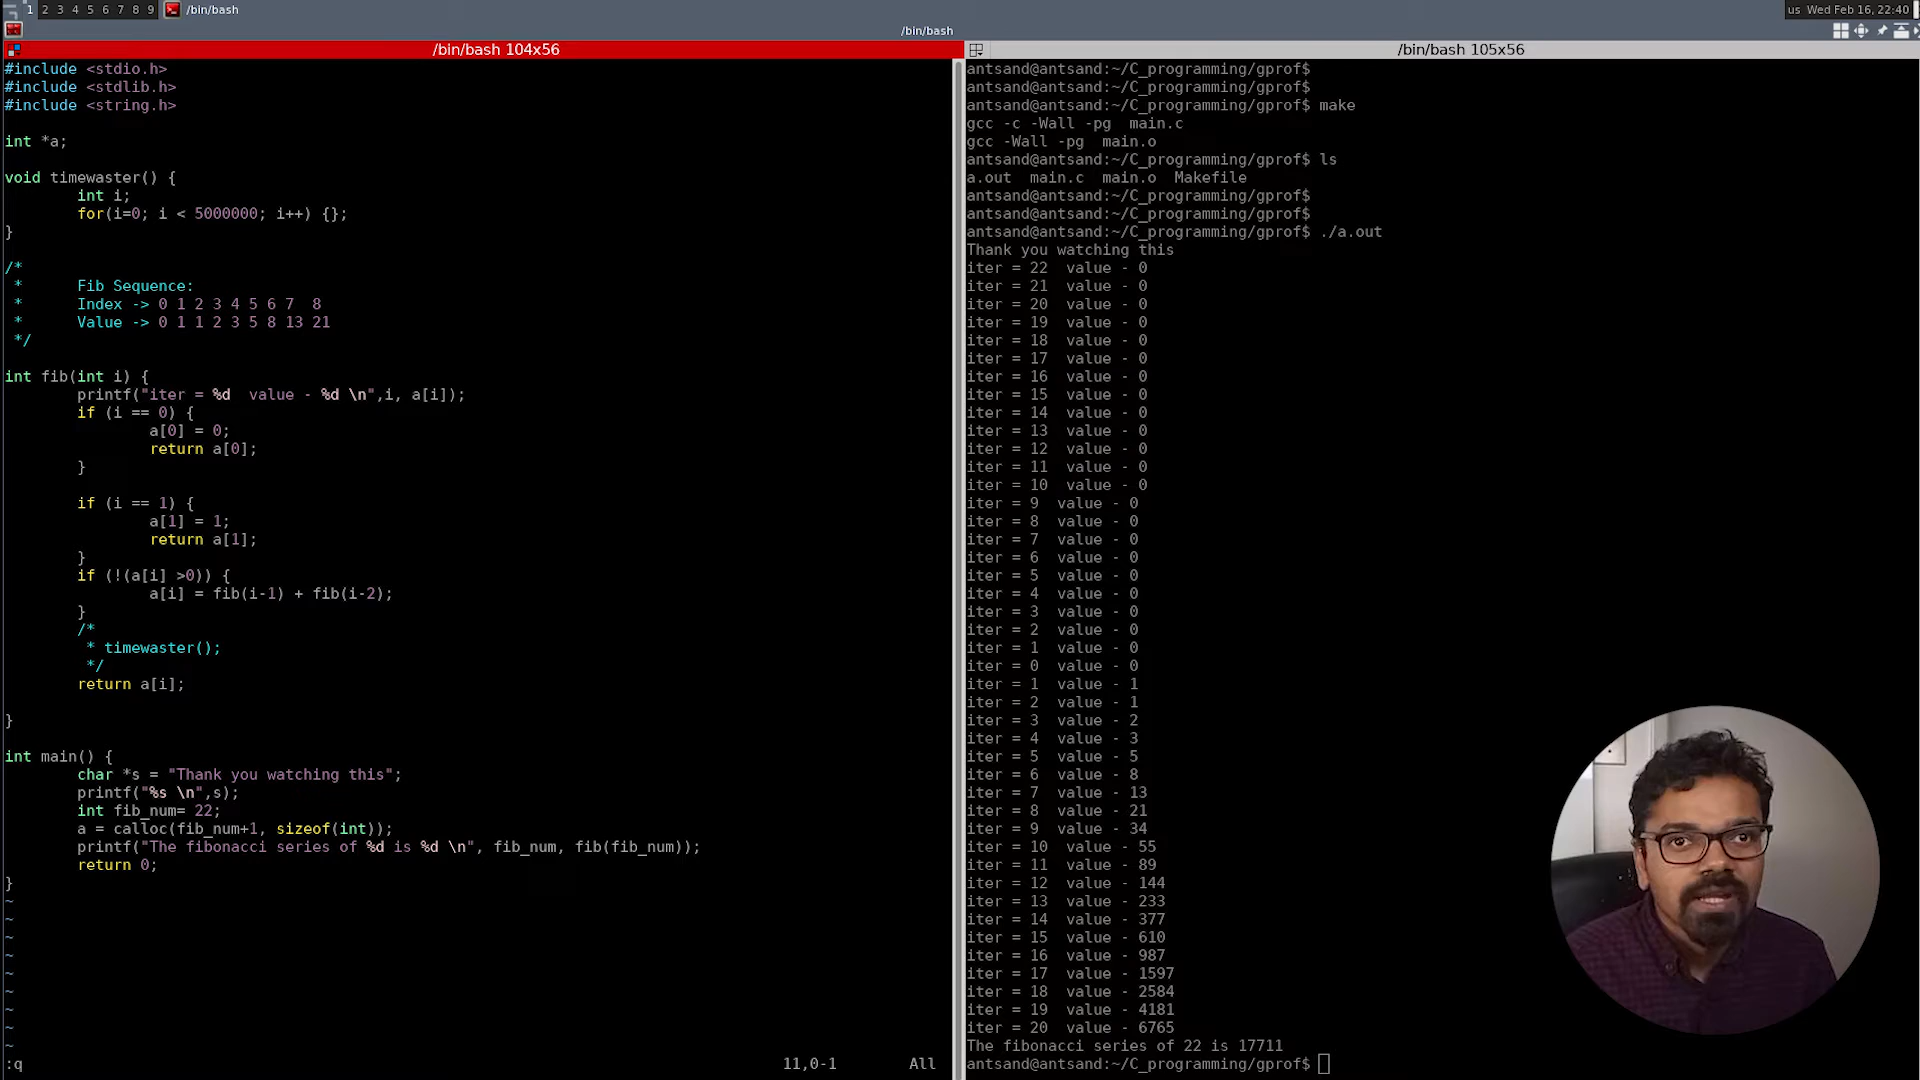 1 2 3 4 5 6 7 8 9 /bin/bash
us Wed Feb 16, 22:40
/bin/bash
/bin/bash 104x56
#include <stdio.h>
#include <stdlib.h>
#include <string.h>
int *a;
void timewaster() {
int i;
for(i=0; i < 5000000; i++) {};
}
/*
* Fib Sequence:
* Index -> 0 1 2 3 4 5 6 7 8
* Value -> 0 1 1 2 3 5 8 13 21
*/
int fib(int i) {
printf("iter = %d value - %d \n",i, a[i]);
if (i == 0) {
a[0] = 0;
return a[0];
}
if (i == 1) {
a[1] = 1;
return a[1];
}
if (!(a[i] >0)) {
a[i] = fib(i-1) + fib(i-2);
}
/*
* timewaster();
*/
return a[i];
}
int main() {
char *s = "Thank you watching this";
printf("%s \n",s);
int fib_num= 22;
a = calloc(fib_num+1, sizeof(int));
printf("The fibonacci series of %d is %d \n", fib_num, fib(fib_num));
return 0;
}
~
~
~
~
~
~
~
~
~
:q 11,0-1 All
/bin/bash 105x56
antsand@antsand:~/C_programming/gprof$
antsand@antsand:~/C_programming/gprof$
antsand@antsand:~/C_programming/gprof$ make
gcc -c -Wall -pg main.c
gcc -Wall -pg main.o
antsand@antsand:~/C_programming/gprof$ ls
a.out main.c main.o Makefile
antsand@antsand:~/C_programming/gprof$
antsand@antsand:~/C_programming/gprof$
antsand@antsand:~/C_programming/gprof$ ./a.out
Thank you watching this
iter = 22 value - 0
iter = 21 value - 0
iter = 20 value - 0
iter = 19 value - 0
iter = 18 value - 0
iter = 17 value - 0
iter = 16 value - 0
iter = 15 value - 0
iter = 14 value - 0
iter = 13 value - 0
iter = 12 value - 0
iter = 11 value - 0
iter = 10 value - 0
iter = 9 value - 0
iter = 8 value - 0
iter = 7 value - 0
iter = 6 value - 0
iter = 5 value - 0
iter = 4 value - 0
iter = 3 value - 0
iter = 2 value - 0
iter = 1 value - 0
iter = 0 value - 0
iter = 1 value - 1
iter = 2 value - 1
iter = 3 value - 2
iter = 4 value - 3
iter = 5 value - 5
iter = 6 value - 8
iter = 7 value - 13
iter = 8 value - 21
iter = 9 value - 34
iter = 10 value - 55
iter = 11 value - 89
iter = 12 value - 144
iter = 13 value - 233
iter = 14 value - 377
iter = 15 value - 610
iter = 16 value - 987
iter = 17 value - 1597
iter = 18 value - 2584
iter = 19 value - 4181
iter = 20 value - 6765
The fibonacci series of 22 is 17711
antsand@antsand:~/C_programming/gprof$